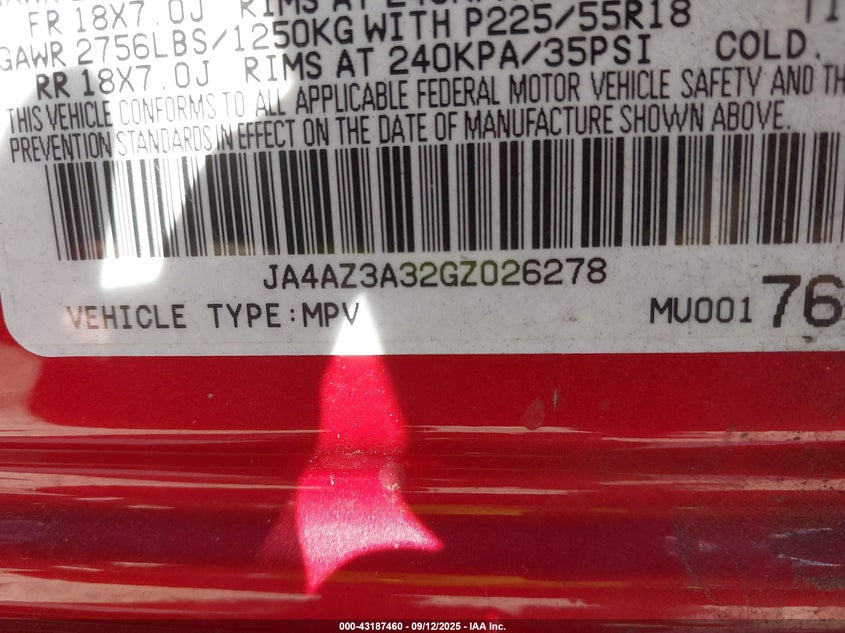 FR 18X7.0J RIMS AT 240KPA WITH P225/55R18
GAWR 2756LBS/1250KG WITH P225/55R18
RR 18X7.0J RIMS AT 240KPA/35PSI COLD.
THIS VEHICLE CONFORMS TO ALL APPLICABLE FEDERAL MOTOR VEHICLE SAFETY AND
PREVENTION STANDARDS IN EFFECT ON THE DATE OF MANUFACTURE SHOWN ABOVE.
JA4AZ3A32GZ026278
VEHICLE TYPE:MPV MU001 76
000-43187460 - 09/12/2025 - IAA Inc.